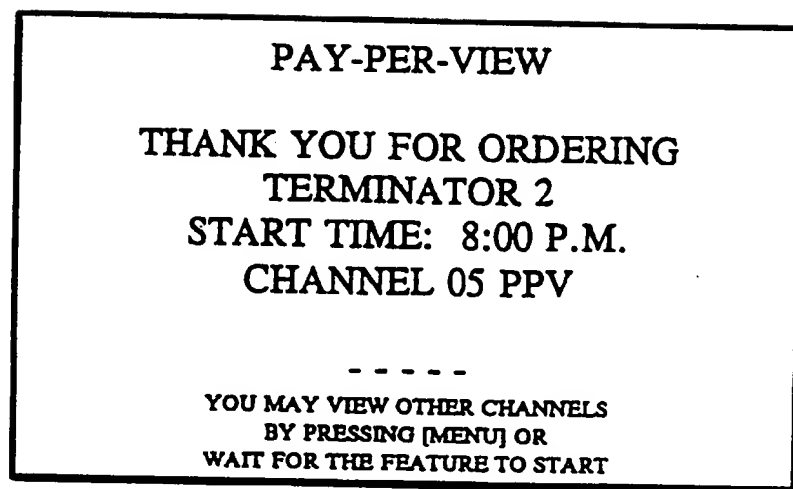 PAY-PER-VIEW
THANK YOU FOR ORDERING
TERMINATOR 2
START TIME: 8:00 P.M.
CHANNEL 05 PPV
- - - - -
YOU MAY VIEW OTHER CHANNELS
BY PRESSING [MENU] OR
WAIT FOR THE FEATURE TO START